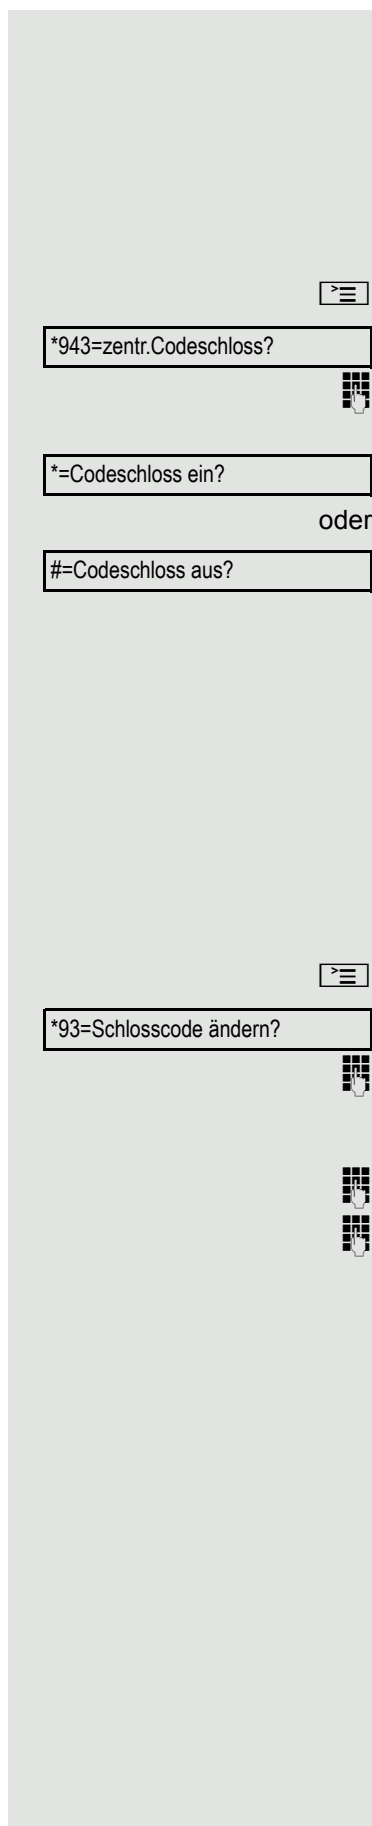 *943=zentr.Codeschloss?
*=Codeschloss ein?
oder
#=Codeschloss aus?
*93=Schlosscode ändern?